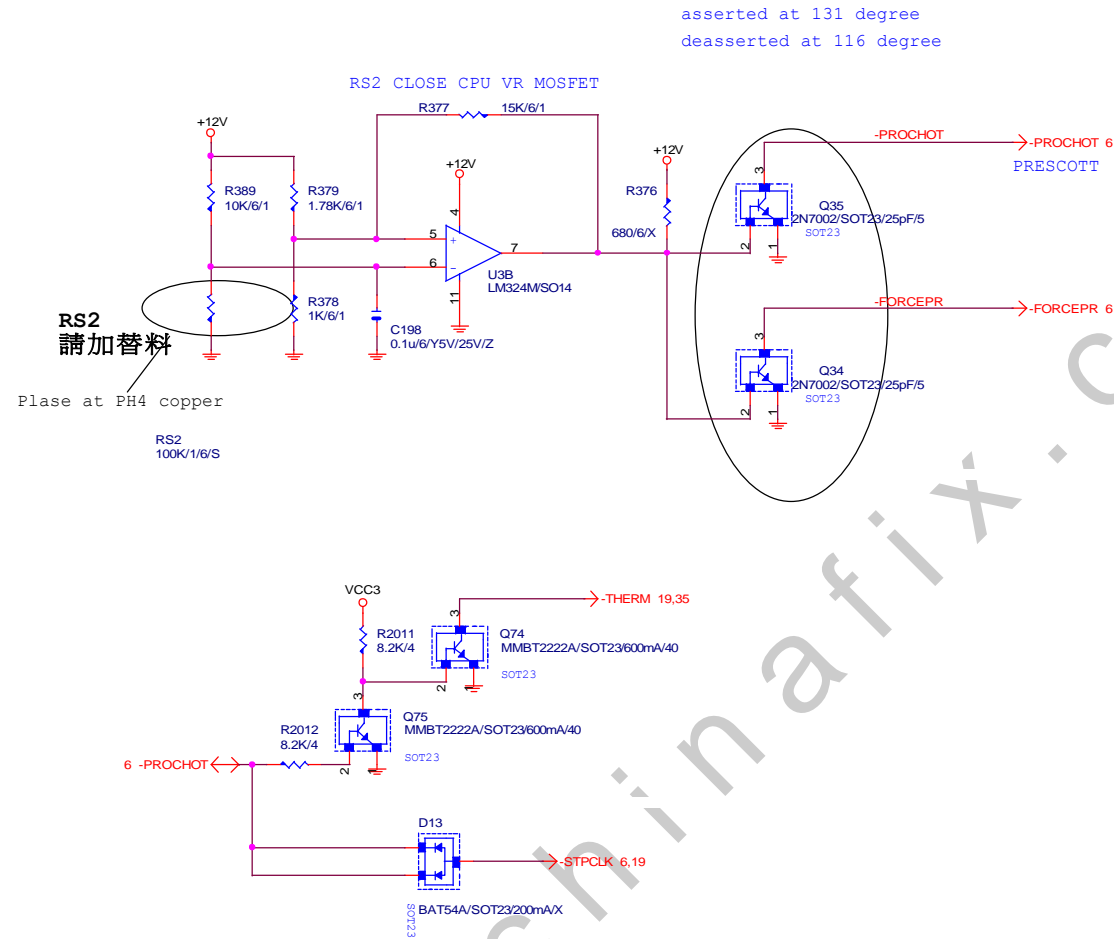 asserted at 131 degree
deasserted at 116 degree
RS2 CLOSE CPU VR MOSFET
R377
15K/6/1
+12V
+12V
+12V
-PROCHOT
-PROCHOT 6
PRESCOTT
R389
10K/6/1
R379
1.78K/6/1
4
R376
3
Q35
2N7002/SOT23/25pF/5
SOT23
680/6/X
5
+
6
-
7
2
1
U3B
LM324M/SO14
11
R378
1K/6/1
C198
0.1u/6/Y5V/25V/Z
-FORCEPR
-FORCEPR 6
RS2
請加替料
3
Q34
2N7002/SOT23/25pF/5
SOT23
2
1
Plase at PH4 copper
RS2
100K/1/6/S
VCC3
-THERM 19,35
3
R2011
8.2K/4
Q74
MMBT2222A/SOT23/600mA/40
SOT23
2
1
3
Q75
MMBT2222A/SOT23/600mA/40
SOT23
R2012
8.2K/4
6 -PROCHOT
2
1
D13
-STPCLK 6,19
BAT54A/SOT23/200mA/X
SOT23
chinafix.c